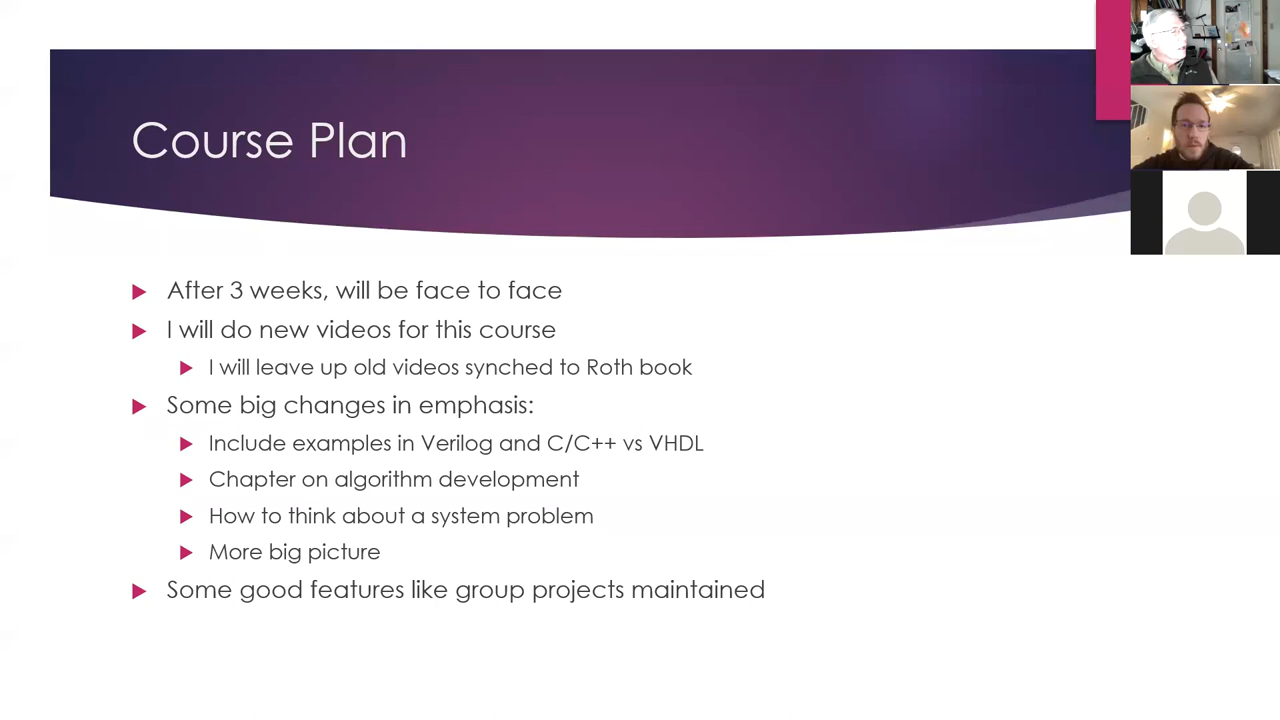 Course Plan
After 3 weeks, will be face to face
I will do new videos for this course
I will leave up old videos synched to Roth book
Some big changes in emphasis:
Include examples in Verilog and C/C++ vs VHDL
Chapter on algorithm development
How to think about a system problem
More big picture
Some good features like group projects maintained